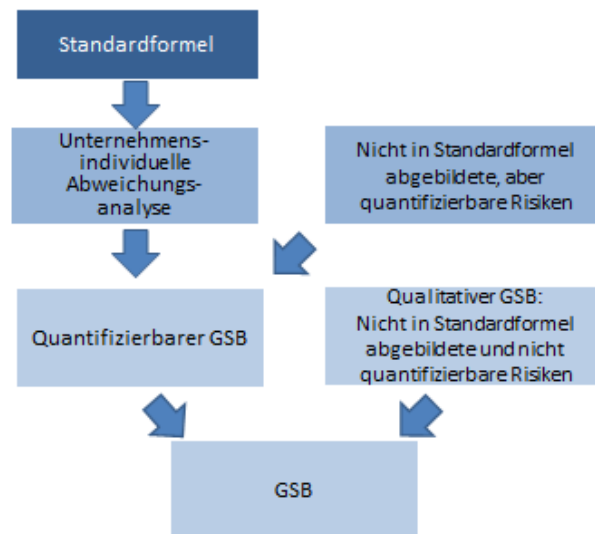 Standardformel
Unternehmens-
individuelle
Abweichungs-
analyse
Nicht in Standardformel
abgebildete, aber
quantifizierbare Risiken
Quantifizierbarer GSB
Qualitativer GSB:
Nicht in Standardformel
abgebildete und nicht
quantifizierbare Risiken
GSB